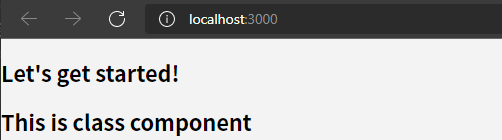 localhost:3000
Let's get started!
This is class component